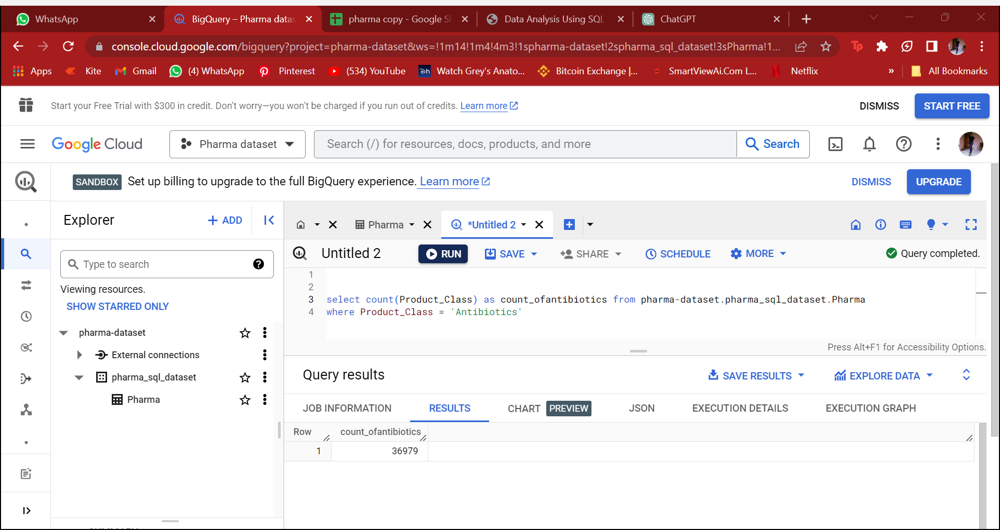 WhatsApp
BigQuery – Pharma datas
pharma copy - Google Sh
Data Analysis Using SQL
ChatGPT
console.cloud.google.com/bigquery?project=pharma-dataset&ws=!1m14!1m4!4m3!1spharma-dataset!2spharma_sql_dataset!3sPharma!1...
Tp
Apps
Kite
Gmail
(4) WhatsApp
Pinterest
(534) YouTube
Watch Grey's Anato...
Bitcoin Exchange |...
SmartViewAi.Com L...
Netflix
»
All Bookmarks
Start your Free Trial with $300 in credit. Don’t worry—you won’t be charged if you run out of credits. Learn more
DISMISS
START FREE
Google Cloud
Pharma dataset
Search (/) for resources, docs, products, and more
Search
SANDBOX Set up billing to upgrade to the full BigQuery experience. Learn more
DISMISS
UPGRADE
Explorer
+ ADD
Pharma
*Untitled 2
Untitled 2
RUN
SAVE
SHARE
SCHEDULE
MORE
Query completed.
Type to search
Viewing resources.
SHOW STARRED ONLY
pharma-dataset
External connections
pharma_sql_dataset
Pharma
1
2
3 select count(Product_Class) as count_ofantibiotics from pharma-dataset.pharma_sql_dataset.Pharma
4 where Product_Class = 'Antibiotics'
Press Alt+F1 for Accessibility Options.
Query results
SAVE RESULTS
EXPLORE DATA
JOB INFORMATION
RESULTS
CHART PREVIEW
JSON
EXECUTION DETAILS
EXECUTION GRAPH
Row count_ofantibiotics
1 36979